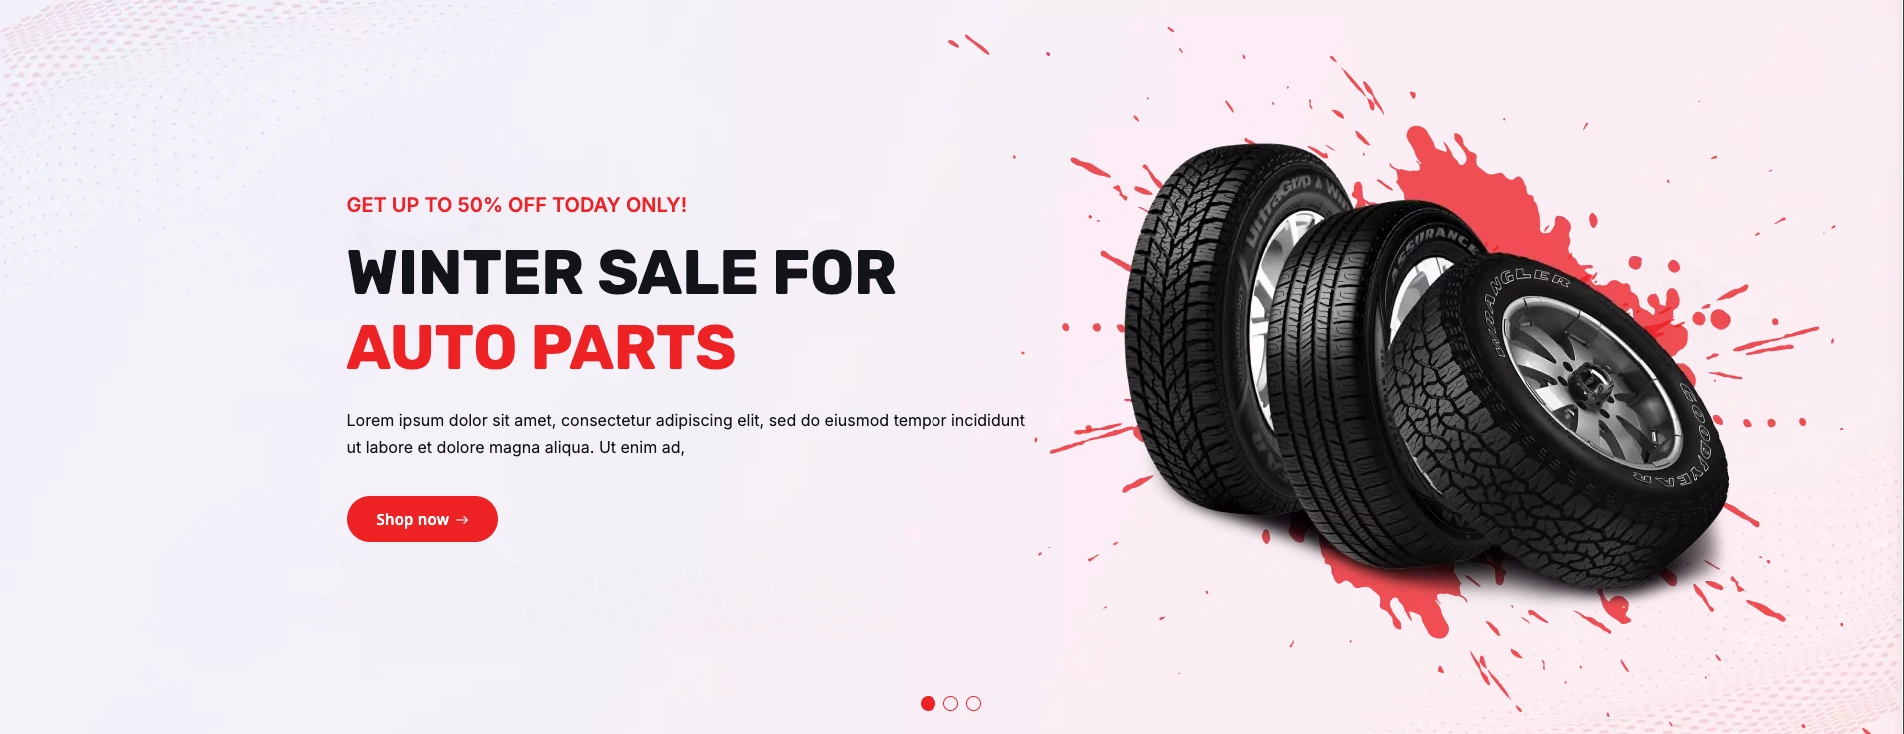 GET UP TO 50% OFF TODAY ONLY!
WINTER SALE FOR
AUTO PARTS
Lorem ipsum dolor sit amet, consectetur adipiscing elit, sed do eiusmod tempor incididunt
ut labore et dolore magna aliqua. Ut enim ad,
Shop now →
UltraGrip
ASSURANCE
WRANGLER
GOODYEAR